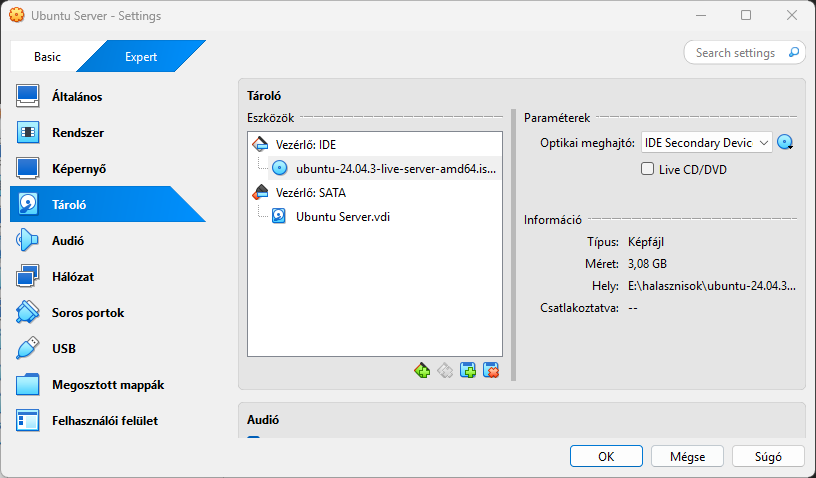 Ubuntu Server - Settings
Basic
Expert
Search settings
Általános
Rendszer
Képernyő
Tároló
Audió
Hálózat
Soros portok
USB
Megosztott mappák
Felhasználói felület
Tároló
Eszközök
Vezérlő: IDE
ubuntu-24.04.3-live-server-amd64.is...
Vezérlő: SATA
Ubuntu Server.vdi
Paraméterek
Optikai meghajtó: IDE Secondary Devic
Live CD/DVD
Információ
Típus: Képfájl
Méret: 3,08 GB
Hely: E:\halasznisok\ubuntu-24.04.3...
Csatlakoztatva: --
Audió
OK
Mégse
Súgó